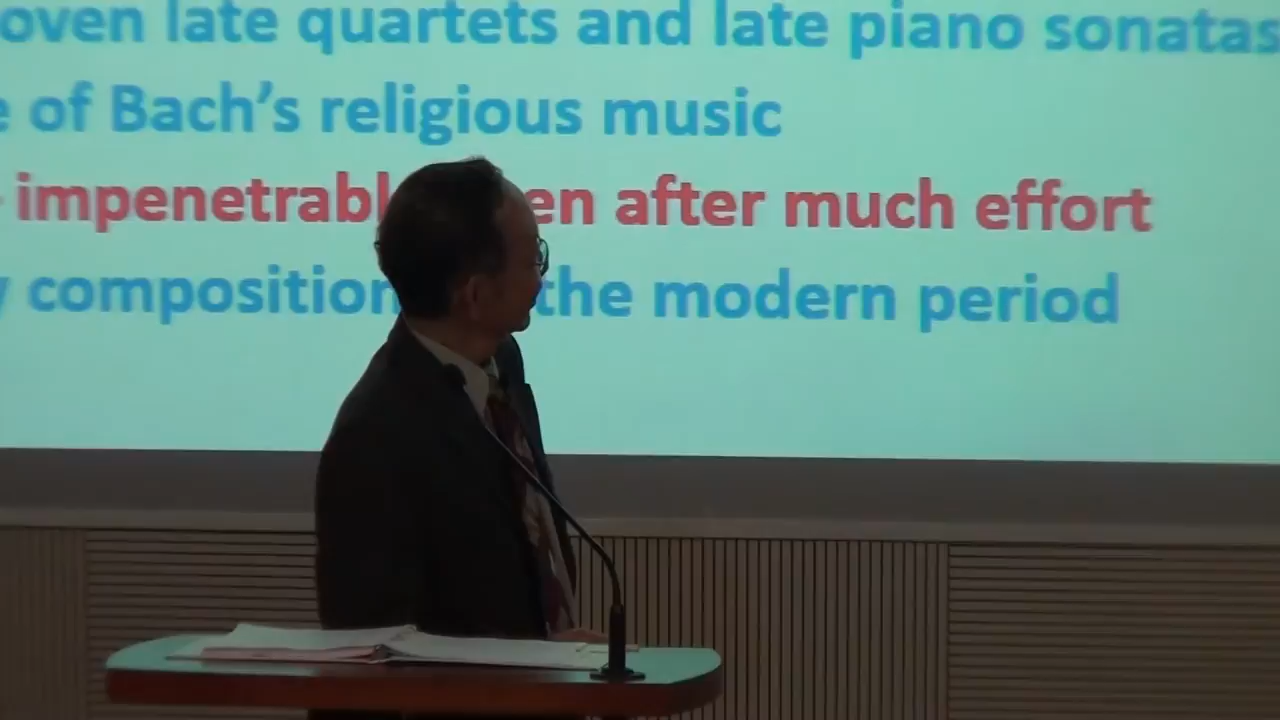 oven late quartets and late piano sonatas
e of Bach's religious music
impenetrabl en after much effort
y composition the modern period